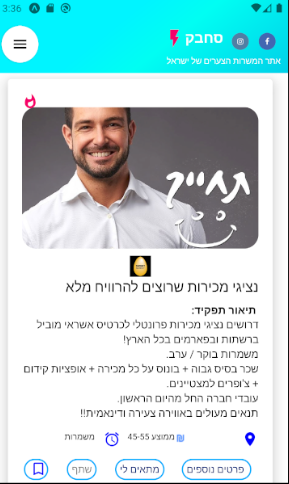 3:36
סחבק
אתר המשרות הצעירים של ישראל
תחייך
נציגי מכירות שרוצים להרוויח מלא
תיאור תפקיד:
דרושים נציגי מכירות פרונטלי לכרטיס אשראי מוביל
ברשתות ובפארמים בכל הארץ!
משמרות בוקר / ערב.
שכר בסיס גבוה + בונוס על כל מכירה + אופציות קידום
+ צ'ופרים למצטיינים.
עובדי חברה החל מהיום הראשון.
תנאים מעולים באווירה צעירה ודינאמית!!
₪ ממוצע 45-55
משמרות
פרטים נוספים
מתאים לי
שתף